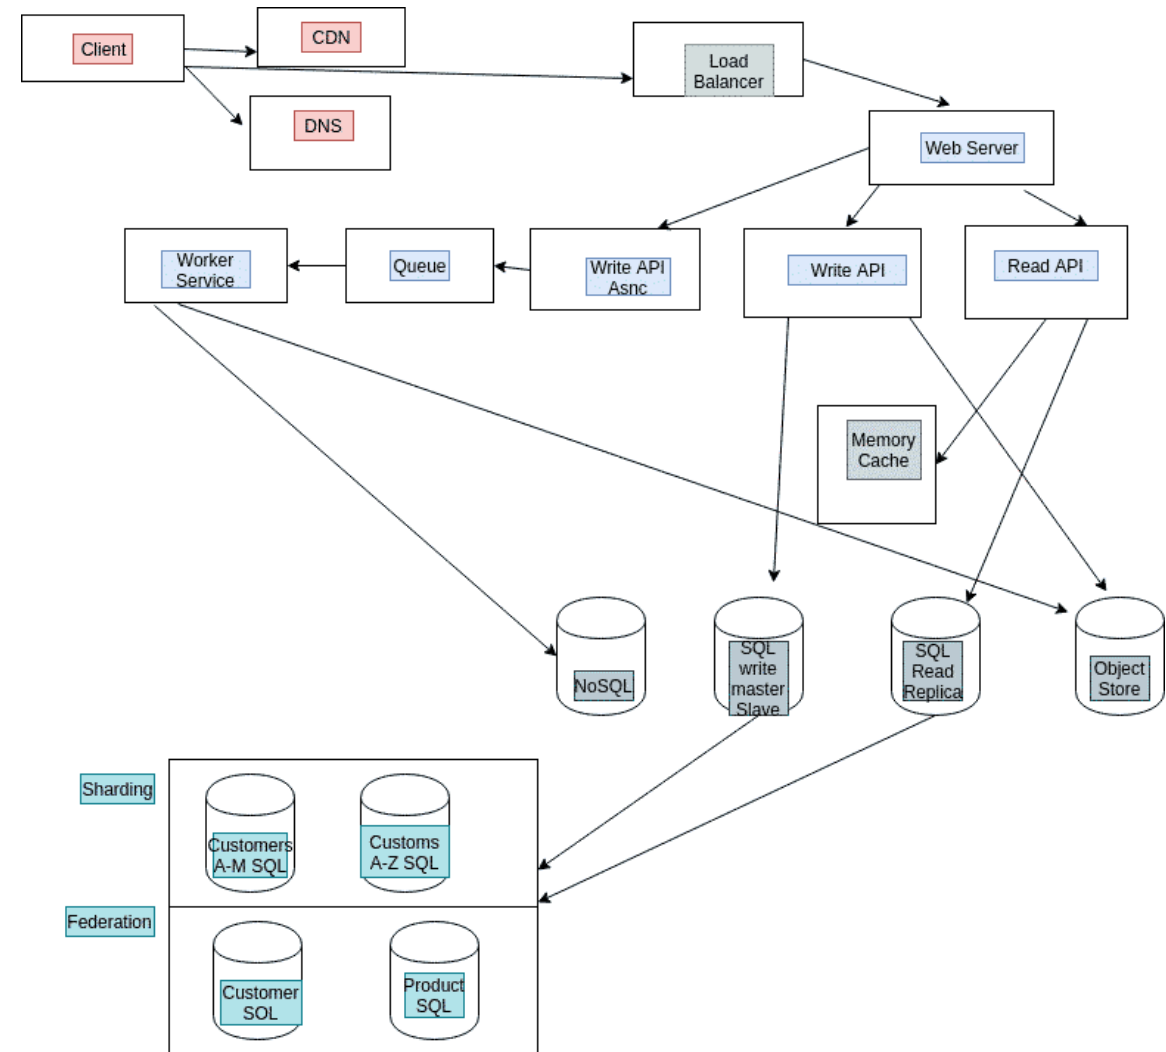 Client
CDN
DNS
Load
Balancer
Web Server
Worker
Service
Queue
Write API
Asnc
Write API
Read API
Memory
Cache
NoSQL
SQL
write
master
Slave
SQL
Read
Replica
Object
Store
Sharding
Customers
A-M SQL
Customs
A-Z SQL
Federation
Customer
SOL
Product
SQL